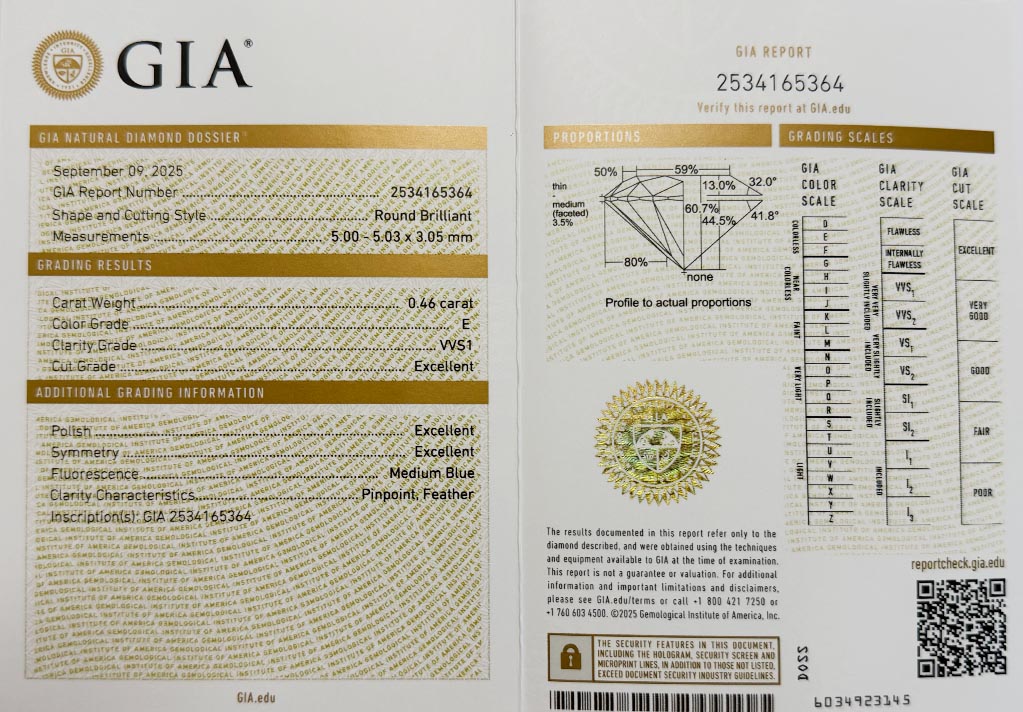 GIA®
GIA NATURAL DIAMOND DOSSIER®
September 09, 2025
GIA Report Number 2534165364
Shape and Cutting Style Round Brilliant
Measurements 5.00 - 5.03 x 3.05 mm
GRADING RESULTS
Carat Weight 0.46 carat
Color Grade E
Clarity Grade VVS1
Cut Grade Excellent
ADDITIONAL GRADING INFORMATION
Polish Excellent
Symmetry Excellent
Fluorescence Medium Blue
Clarity Characteristics Pinpoint, Feather
Inscription(s): GIA 2534165364
GIA.edu
GIA REPORT
2534165364
Verify this report at GIA.edu
PROPORTIONS
50%
59%
13.0%
32.0°
thin
-
medium
(faceted)
3.5%
60.7%
44.5%
41.8°
80%
none
Profile to actual proportions
GRADING SCALES
GIA
COLOR
SCALE
COLORLESS
D
E
F
NEAR
COLORLESS
G
H
I
J
FAINT
K
L
M
VERY LIGHT
N
O
P
Q
R
LIGHT
S
T
U
V
W
X
Y
Z
GIA
CLARITY
SCALE
FLAWLESS
INTERNALLY
FLAWLESS
VERY VERY
SLIGHTLY INCLUDED
VVS1
VVS2
VERY SLIGHTLY
INCLUDED
VS1
VS2
SLIGHTLY
INCLUDED
SI1
SI2
INCLUDED
I1
I2
I3
GIA
CUT
SCALE
EXCELLENT
VERY
GOOD
GOOD
FAIR
POOR
The results documented in this report refer only to the
diamond described, and were obtained using the techniques
and equipment available to GIA at the time of examination.
This report is not a guarantee or valuation. For additional
information and important limitations and disclaimers,
please see GIA.edu/terms or call +1 800 421 7250 or
+1 760 603 4500. ©2025 Gemological Institute of America, Inc.
THE SECURITY FEATURES IN THIS DOCUMENT,
INCLUDING THE HOLOGRAM, SECURITY SCREEN AND
MICROPRINT LINES, IN ADDITION TO THOSE NOT LISTED,
EXCEED DOCUMENT SECURITY INDUSTRY GUIDELINES.
reportcheck.gia.edu
6034923145